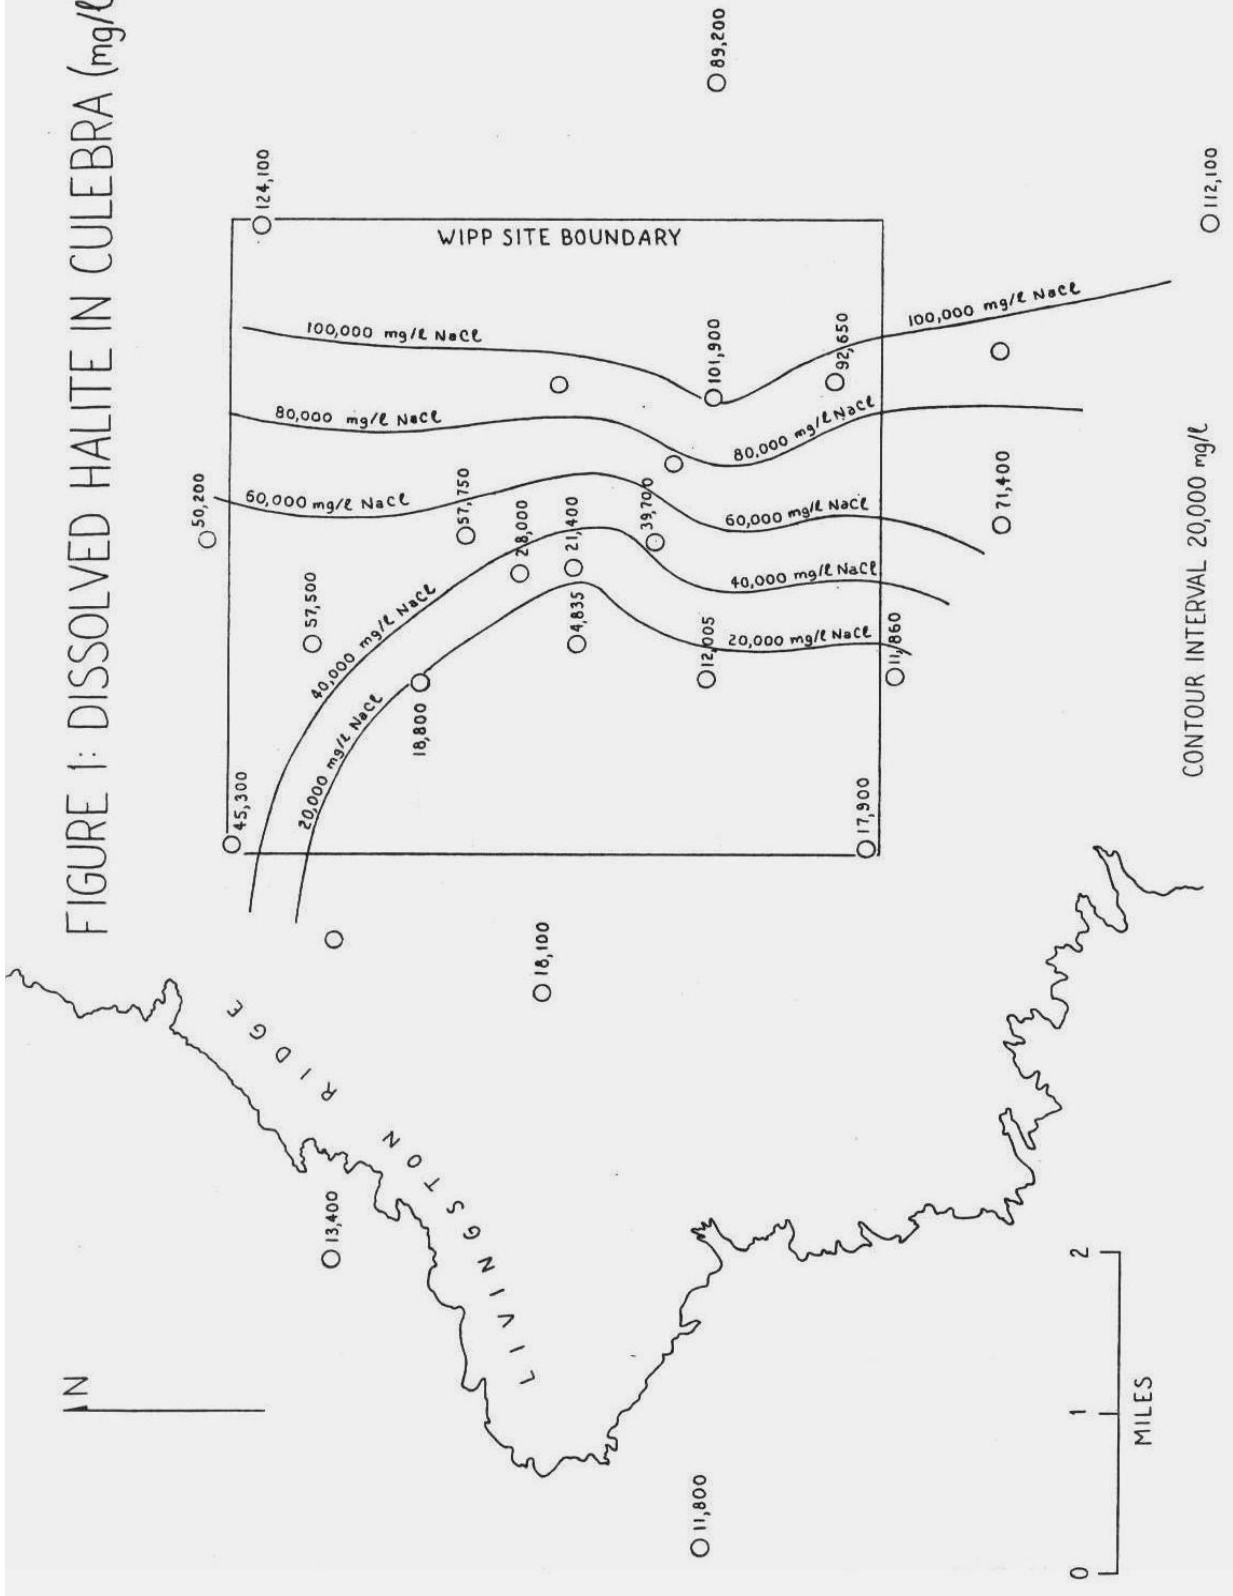 FIGURE 1: DISSOLVED HALITE IN CULEBRA (mg/l
N
LIVINGSTON RIDGE
WIPP SITE BOUNDARY
45,300
50,200
124,100
57,500
13,400
18,800
57,750
28,000
21,400
4,835
18,100
39,700
101,900
89,200
12,005
11,800
92,650
17,900
11,860
71,400
112,100
20,000 mg/l NaCl
40,000 mg/l NaCl
60,000 mg/l NaCl
80,000 mg/l NaCl
100,000 mg/l NaCl
20,000 mg/l NaCl
40,000 mg/l NaCl
60,000 mg/l NaCl
80,000 mg/l NaCl
100,000 mg/l NaCl
0 1 2
MILES
CONTOUR INTERVAL 20,000 mg/l